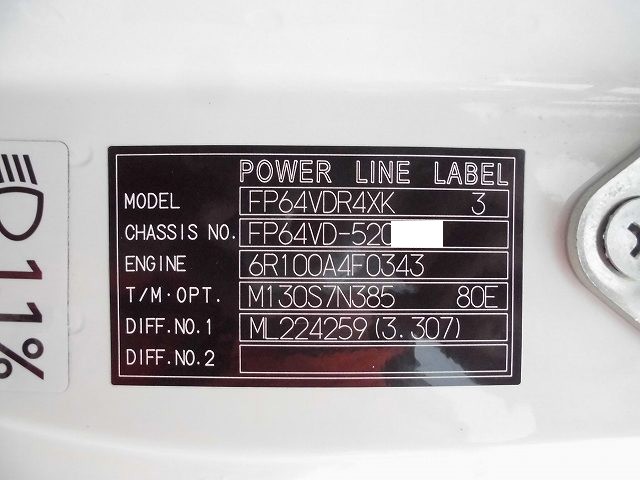 POWER LINE LABEL
MODEL FP64VDR4XK 3
CHASSIS NO. FP64VD-520
ENGINE 6R100A4F0343
T/M·OPT. M130S7N385 80E
DIFF.NO.1 ML224259(3.307)
DIFF.NO.2
11%